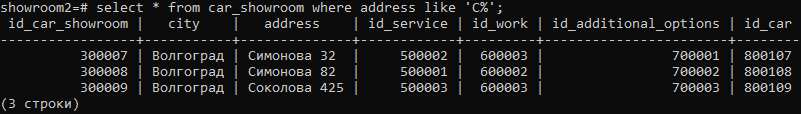 showroom2=# select * from car_showroom where address like 'С%';
 id_car_showroom |   city    |   address    | id_service | id_work | id_additional_options | id_car
-----------------+-----------+--------------+------------+---------+-----------------------+--------
          300007 | Волгоград | Симонова 32  |     500002 |  600003 |                700001 | 800107
          300008 | Волгоград | Симонова 82  |     500001 |  600002 |                700002 | 800108
          300009 | Волгоград | Соколова 425 |     500003 |  600003 |                700003 | 800109
(3 строки)